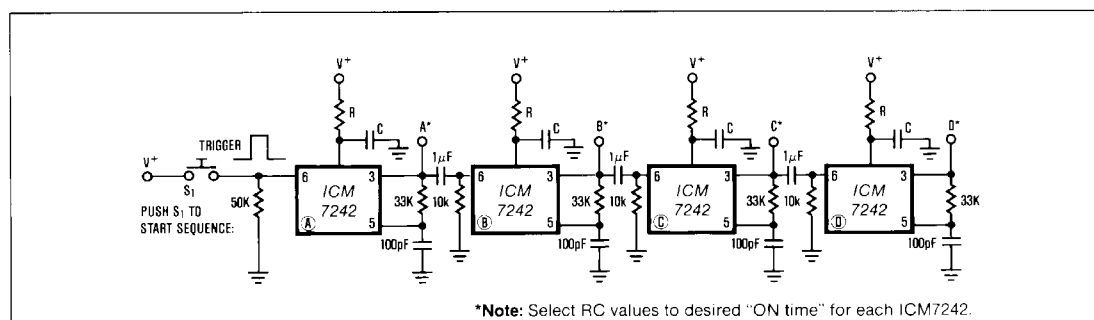 V+ V+ V+ V+
R R R R
A* B* C* D*
TRIGGER C C C C
1μF 1μF 1μF
V+
S1
6 ICM 7242 3
6 ICM 7242 3
6 ICM 7242 3
6 ICM 7242 3
PUSH S1 TO
START SEQUENCE:
50K 33K 10k 33K 10k 33K 10k 33K
A 5 B 5 C 5 D 5
100pF 100pF 100pF 100pF
*Note: Select RC values to desired "ON time" for each ICM7242.